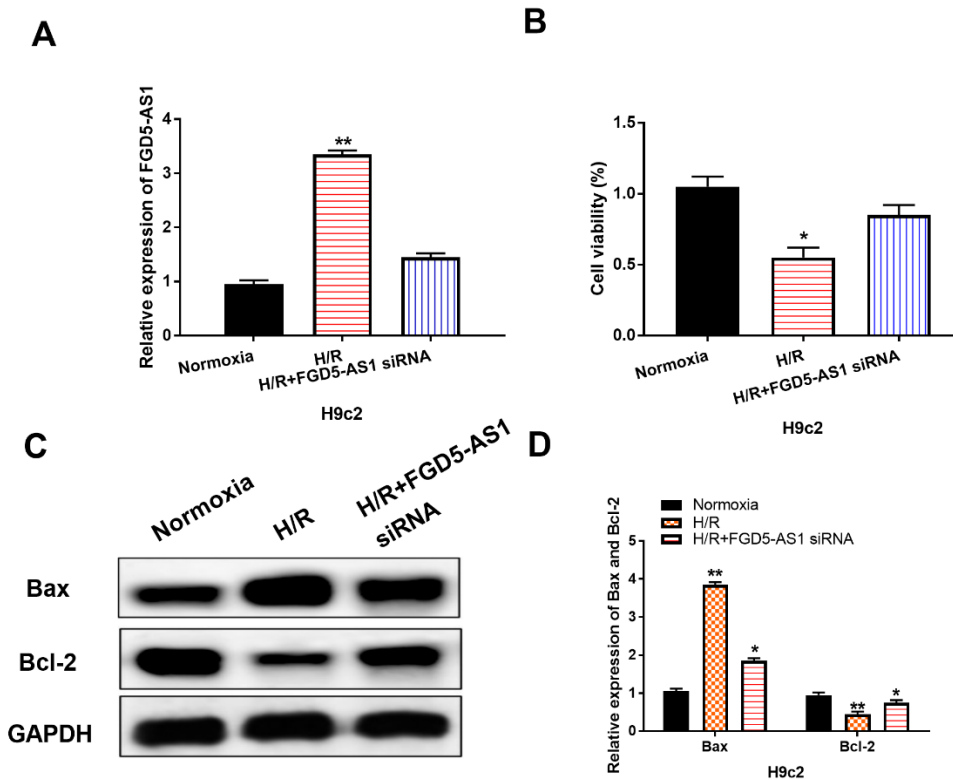 A
Relative expression of FGD5-AS1
4
3
2
1
0
**
Normoxia
H/R
H/R+FGD5-AS1 siRNA
H9c2
B
Cell viability (%)
1.5
1.0
0.5
0.0
*
Normoxia
H/R
H/R+FGD5-AS1 siRNA
H9c2
C
Normoxia
H/R
H/R+FGD5-AS1
siRNA
Bax
Bcl-2
GAPDH
D
Normoxia
H/R
H/R+FGD5-AS1 siRNA
Relative expression of Bax and Bcl-2
5
4
3
2
1
0
**
*
**
*
Bax
Bcl-2
H9c2